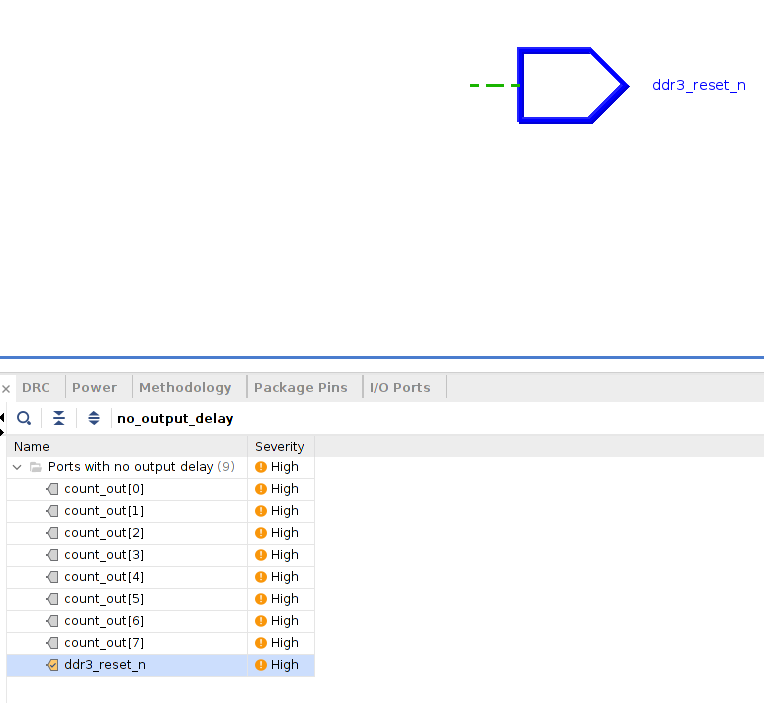 ddr3_reset_n
DRC Power Methodology Package Pins I/O Ports
no_output_delay
Name Severity
Ports with no output delay (9) High
count_out[0] High
count_out[1] High
count_out[2] High
count_out[3] High
count_out[4] High
count_out[5] High
count_out[6] High
count_out[7] High
ddr3_reset_n High